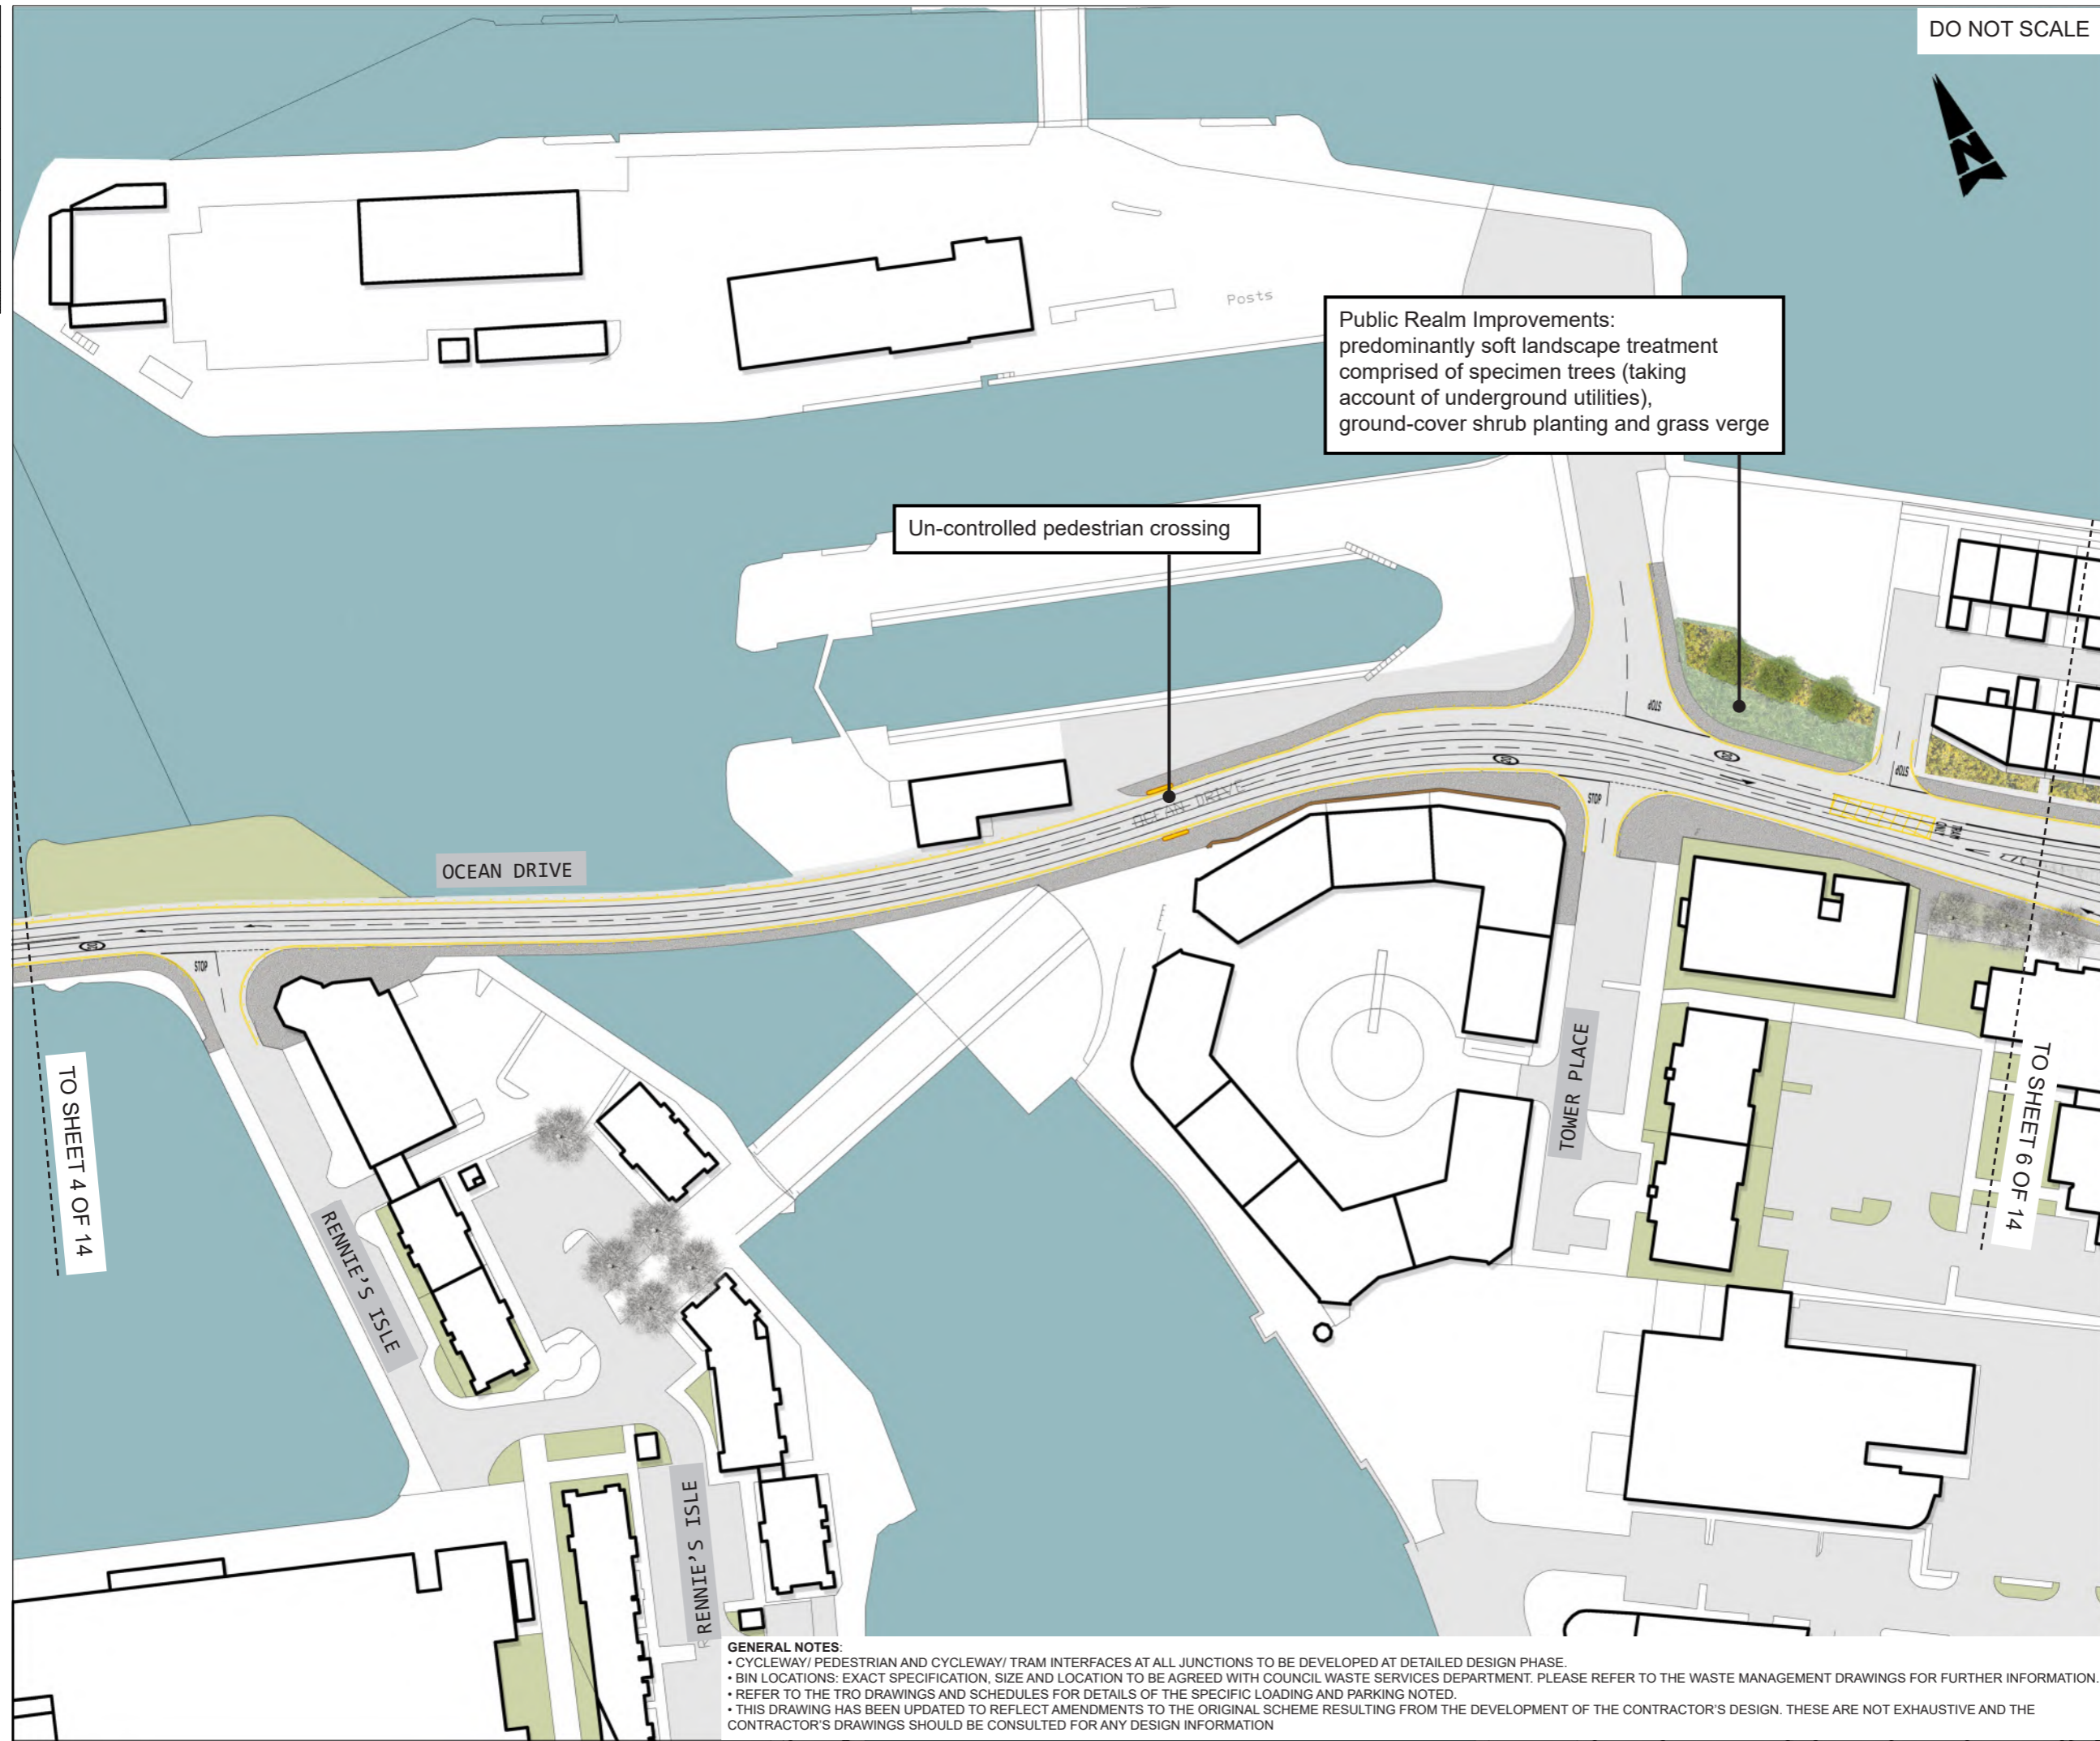 DO NOT SCALE
N
Posts
Public Realm Improvements:
predominantly soft landscape treatment
comprised of specimen trees (taking
account of underground utilities),
ground-cover shrub planting and grass verge
Un-controlled pedestrian crossing
STOP
STOP
STOP
OCEAN DRIVE
OCEAN DRIVE
STOP
TO SHEET 4 OF 14
RENNIE'S ISLE
RENNIE'S ISLE
TOWER PLACE
TO SHEET 6 OF 14
GENERAL NOTES:
• CYCLEWAY/ PEDESTRIAN AND CYCLEWAY/ TRAM INTERFACES AT ALL JUNCTIONS TO BE DEVELOPED AT DETAILED DESIGN PHASE.
• BIN LOCATIONS: EXACT SPECIFICATION, SIZE AND LOCATION TO BE AGREED WITH COUNCIL WASTE SERVICES DEPARTMENT. PLEASE REFER TO THE WASTE MANAGEMENT DRAWINGS FOR FURTHER INFORMATION.
• REFER TO THE TRO DRAWINGS AND SCHEDULES FOR DETAILS OF THE SPECIFIC LOADING AND PARKING NOTED.
• THIS DRAWING HAS BEEN UPDATED TO REFLECT AMENDMENTS TO THE ORIGINAL SCHEME RESULTING FROM THE DEVELOPMENT OF THE CONTRACTOR'S DESIGN. THESE ARE NOT EXHAUSTIVE AND THE
CONTRACTOR'S DRAWINGS SHOULD BE CONSULTED FOR ANY DESIGN INFORMATION